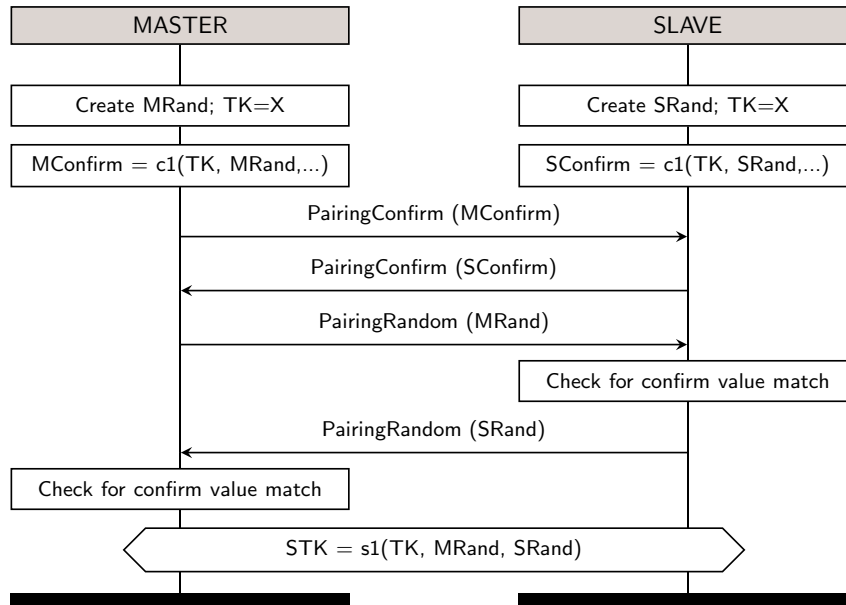 MASTER
SLAVE
Create MRand; TK=X
Create SRand; TK=X
MConfirm = c1(TK, MRand,...)
SConfirm = c1(TK, SRand,...)
PairingConfirm (MConfirm)
PairingConfirm (SConfirm)
PairingRandom (MRand)
Check for confirm value match
PairingRandom (SRand)
Check for confirm value match
STK = s1(TK, MRand, SRand)